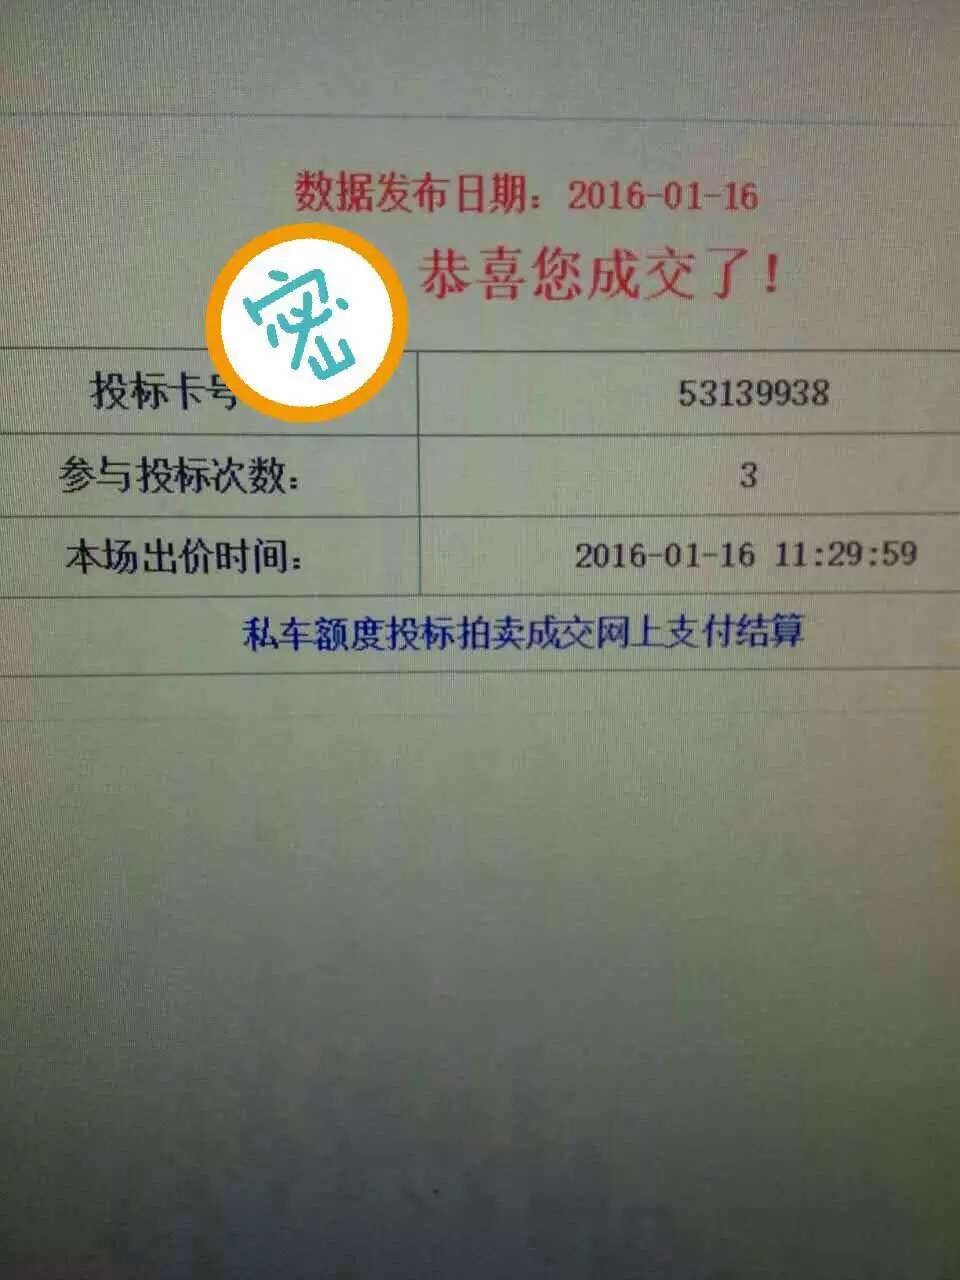 数据发布日期：2016-01-16
恭喜您成交了！
密
投标卡号 53139938
参与投标次数： 3
本场出价时间： 2016-01-16 11:29:59
私车额度投标拍卖成交网上支付结算